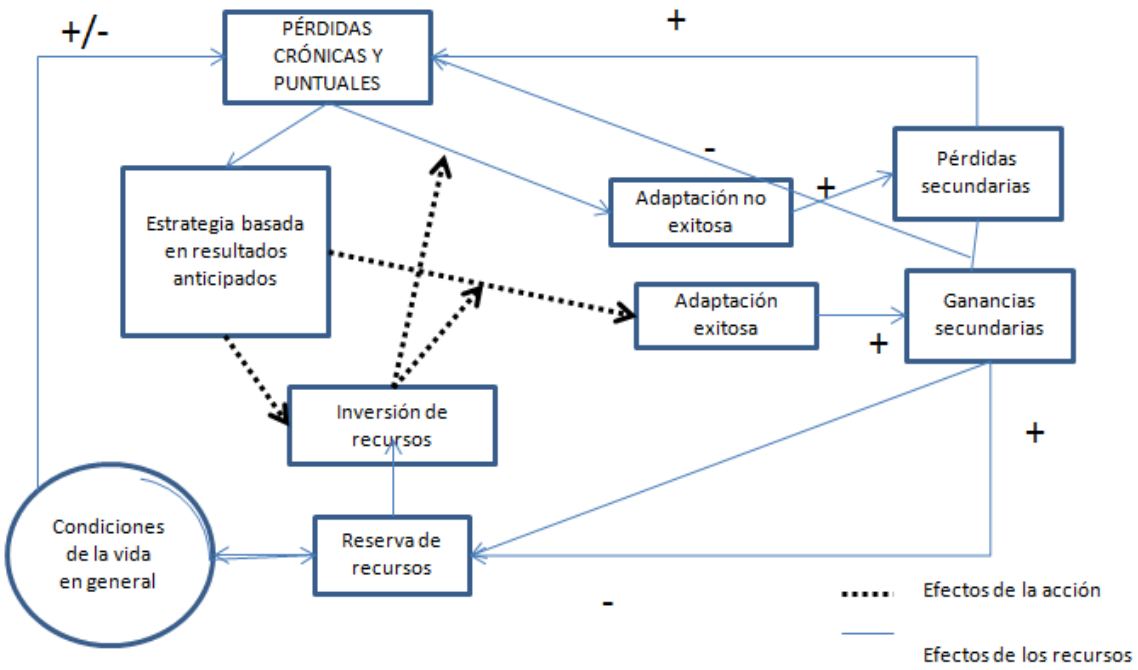 +/-
PÉRDIDAS
CRÓNICAS Y
PUNTUALES
+
-
Pérdidas
secundarias
Estrategia basada
en resultados
anticipados
Adaptación no
exitosa
+
Adaptación
exitosa
+
Ganancias
secundarias
Inversión de
recursos
+
Condiciones
de la vida
en general
Reserva de
recursos
-
Efectos de la acción
Efectos de los recursos